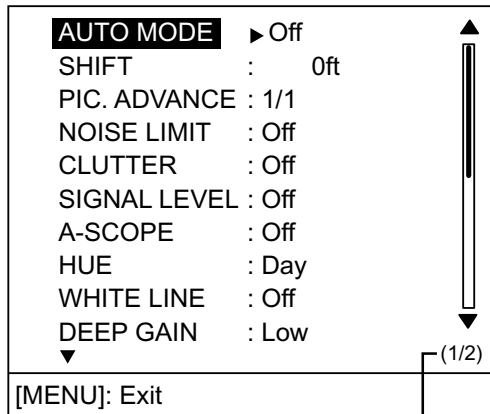 AUTO MODE ▶ Off
SHIFT : 0ft
PIC. ADVANCE : 1/1
NOISE LIMIT : Off
CLUTTER : Off
SIGNAL LEVEL : Off
A-SCOPE : Off
HUE : Day
WHITE LINE : Off
DEEP GAIN : Low
(1/2)
[MENU]: Exit